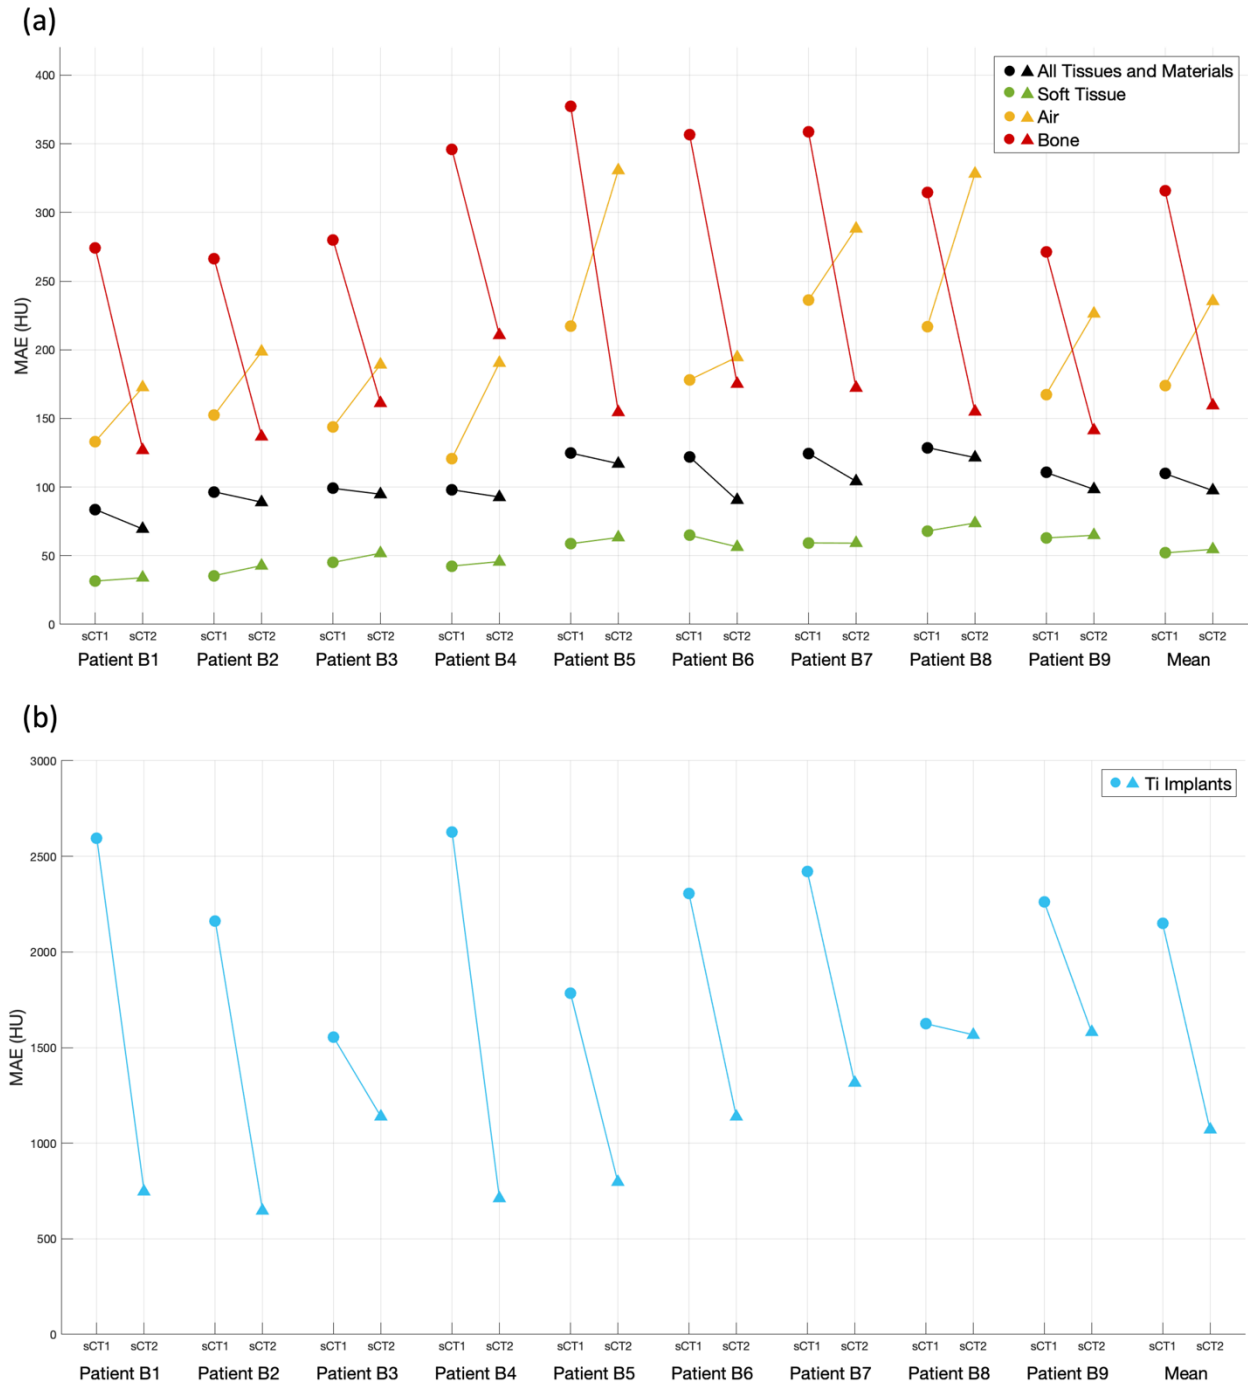 (a)
MAE (HU)
400
350
300
250
200
150
100
50
0
All Tissues and Materials
Soft Tissue
Air
Bone
sCT1 sCT2 sCT1 sCT2 sCT1 sCT2 sCT1 sCT2 sCT1 sCT2 sCT1 sCT2 sCT1 sCT2 sCT1 sCT2 sCT1 sCT2 sCT1 sCT2
Patient B1 Patient B2 Patient B3 Patient B4 Patient B5 Patient B6 Patient B7 Patient B8 Patient B9 Mean
(b)
MAE (HU)
3000
2500
2000
1500
1000
500
0
Ti Implants
sCT1 sCT2 sCT1 sCT2 sCT1 sCT2 sCT1 sCT2 sCT1 sCT2 sCT1 sCT2 sCT1 sCT2 sCT1 sCT2 sCT1 sCT2 sCT1 sCT2
Patient B1 Patient B2 Patient B3 Patient B4 Patient B5 Patient B6 Patient B7 Patient B8 Patient B9 Mean